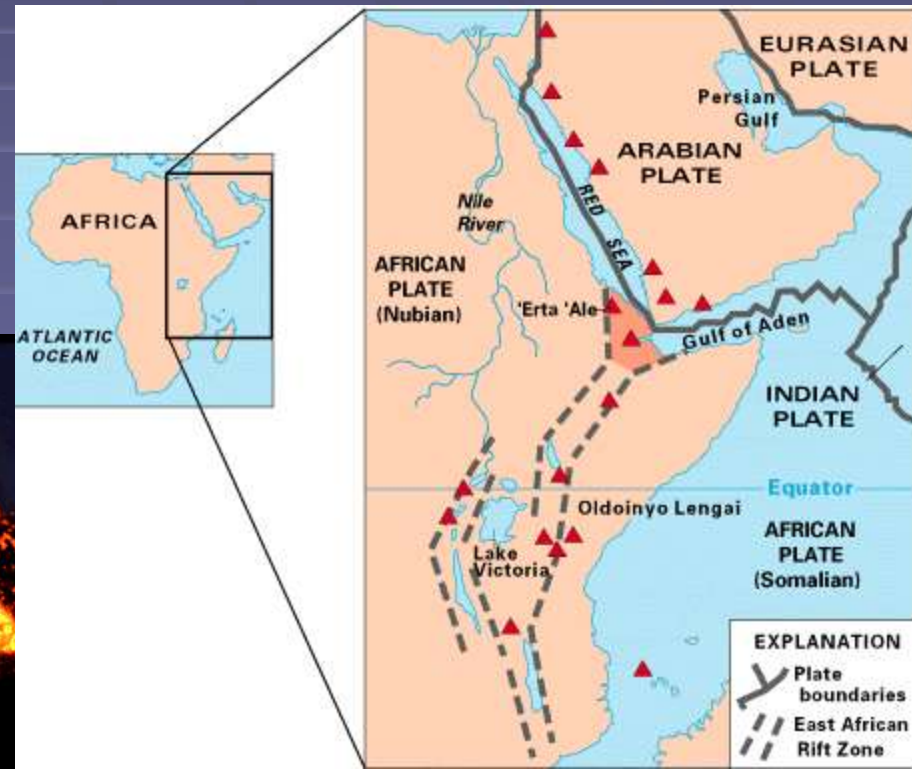 AFRICA
ATLANTIC
OCEAN
EURASIAN
PLATE
Persian
Gulf
ARABIAN
PLATE
RED
SEA
Nile
River
AFRICAN
PLATE
(Nubian)
'Erta 'Ale
Gulf of Aden
INDIAN
PLATE
Equator
Oldoinyo Lengai
AFRICAN
PLATE
(Somalian)
Lake
Victoria
EXPLANATION
Plate
boundaries
East African
Rift Zone